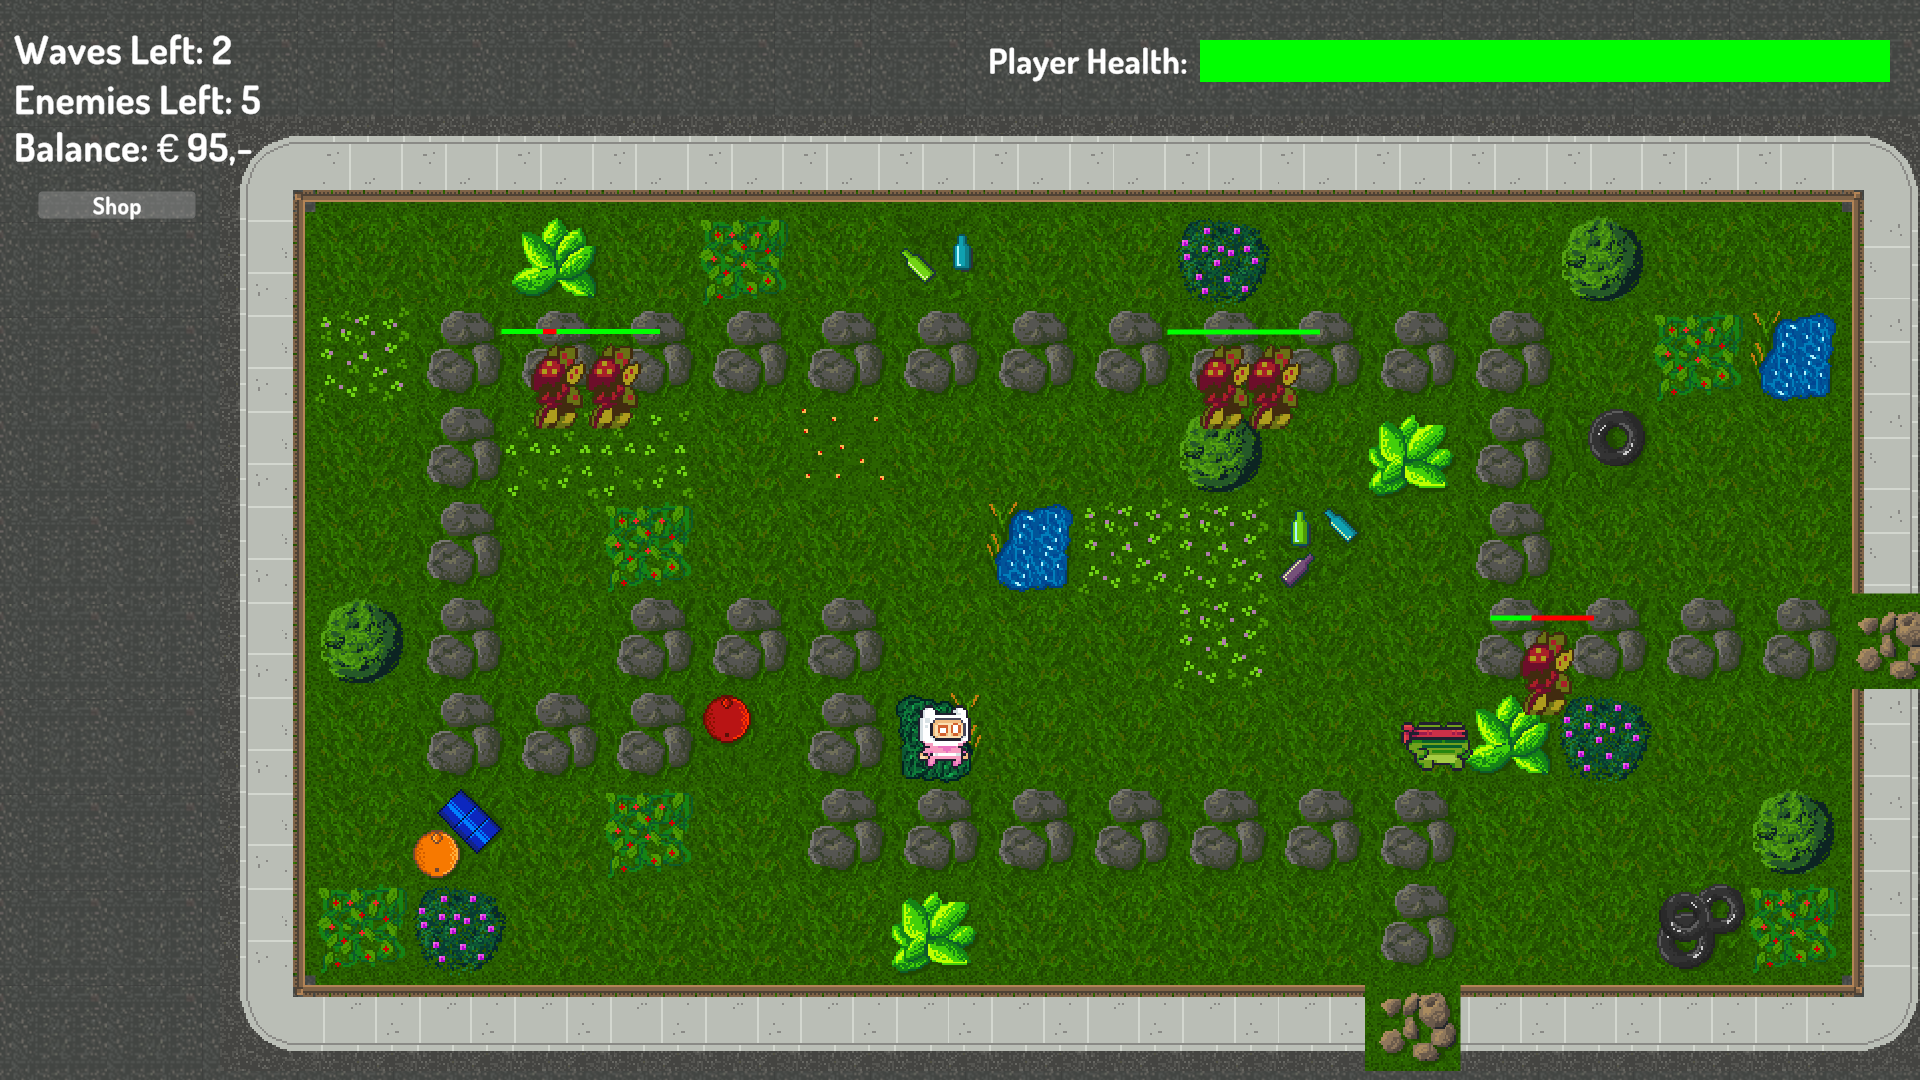 Waves Left: 2
Player Health:
Enemies Left: 5
Balance: € 95,-
Shop